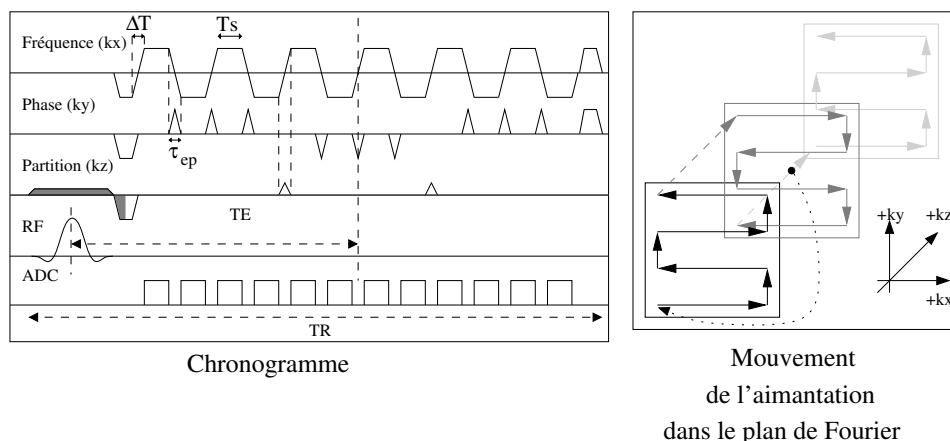 ΔT
Ts
Fréquence (kx)
Phase (ky)
τep
Partition (kz)
TE
RF
ADC
TR
Chronogramme
+ky
+kz
+kx
Mouvement
de l'aimantation
dans le plan de Fourier